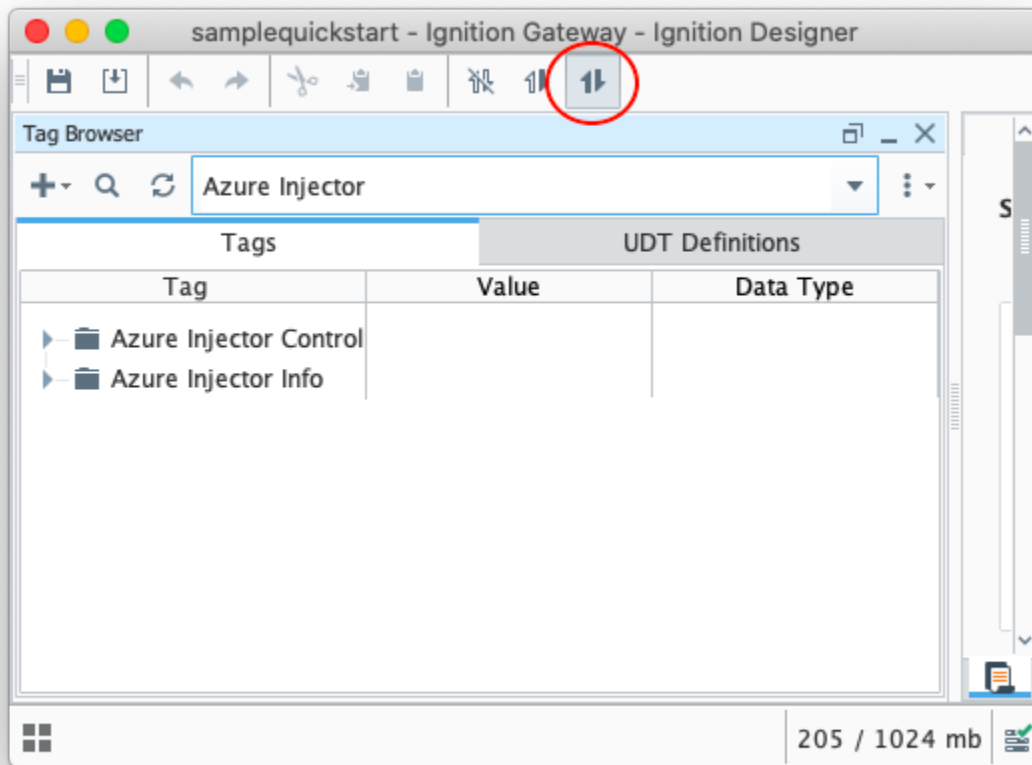 samplequickstart - Ignition Gateway - Ignition Designer
Tag Browser
Azure Injector
S
Tags UDT Definitions
Tag Value Data Type
Azure Injector Control
Azure Injector Info
205 / 1024 mb